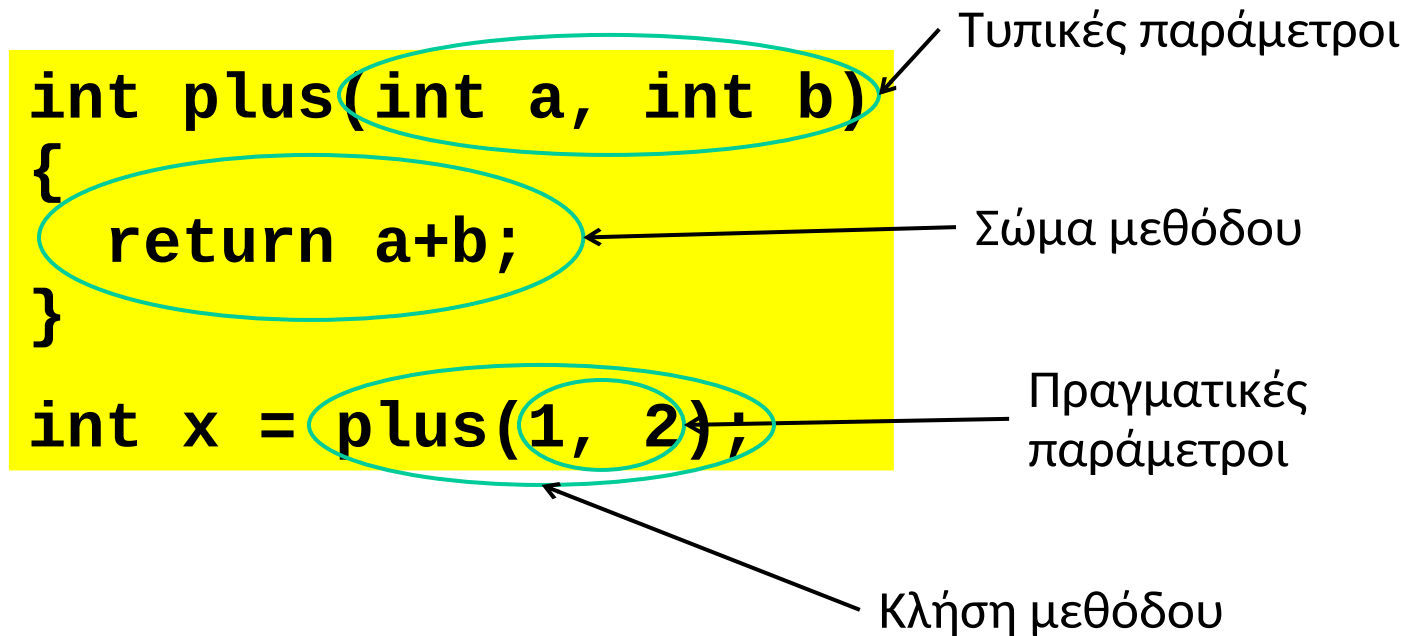 Τυπικές παράμετροι
int plus(int a, int b)
{
return a+b;
Σώμα μεθόδου
}
int x = plus(1, 2);
Πραγματικές
παράμετροι
Κλήση μεθόδου